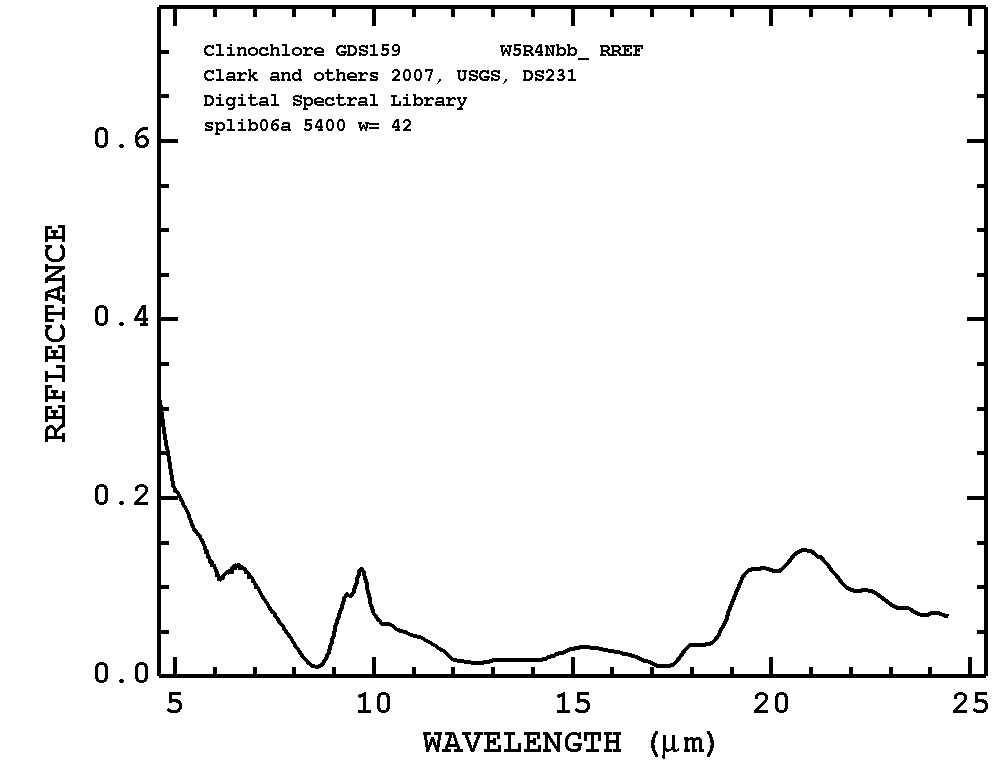 Clinochlore GDS159 W5R4Nbb_ RREF
Clark and others 2007, USGS, DS231
Digital Spectral Library
splib06a 5400 w= 42
0.6
0.4
0.2
0.0
REFLECTANCE
5 10 15 20 25
WAVELENGTH (μm)